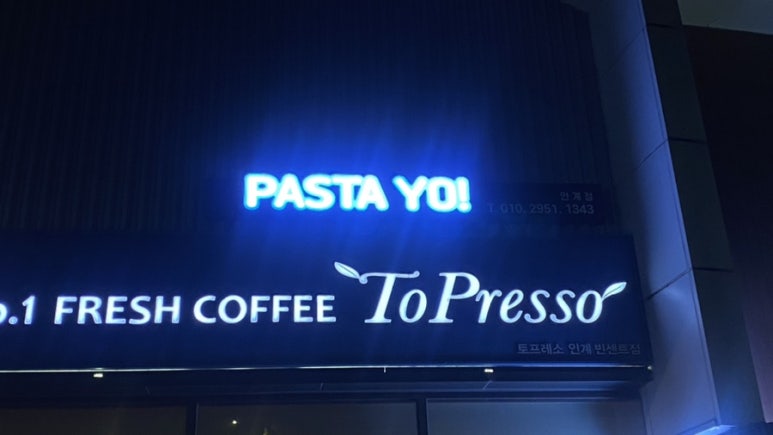 PASTA YO!
인계점
T. 010. 2951. 1343
o.1 FRESH COFFEE ToPresso
토프레소 인계 빈센트점